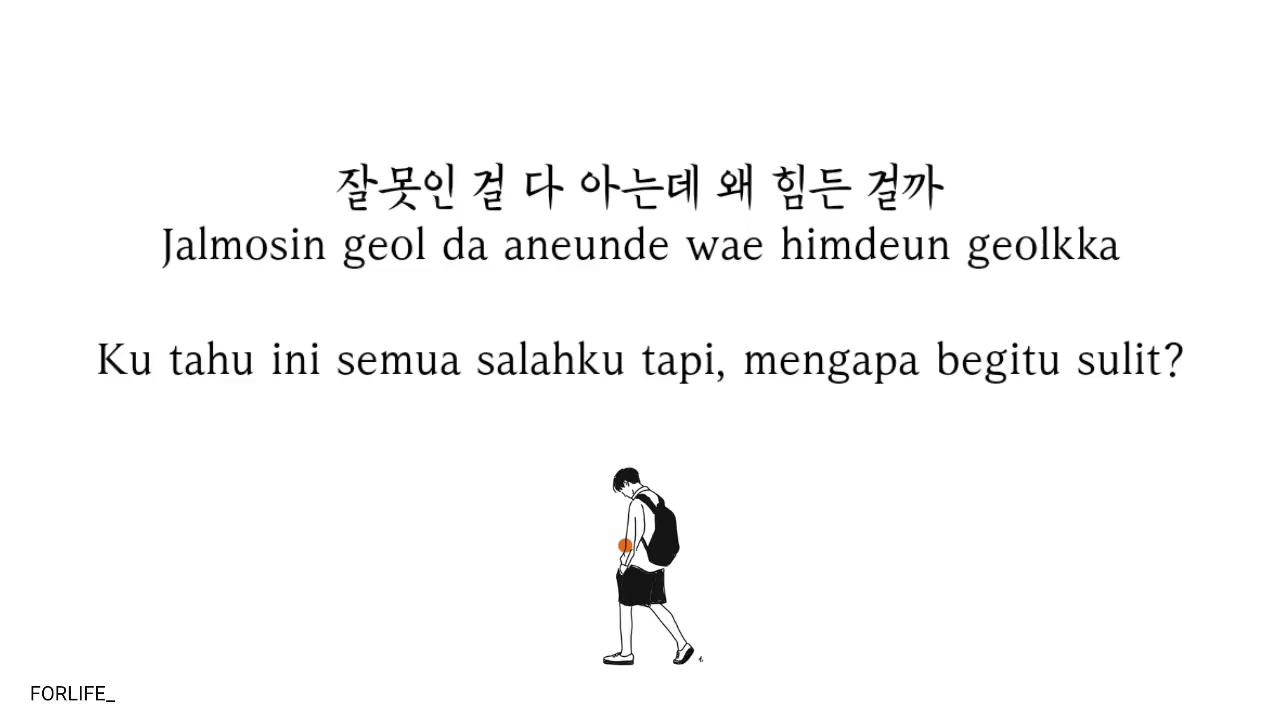 잘못인 걸 다 아는데 왜 힘든 걸까
Jalmosin geol da aneunde wae himdeun geolkka
Ku tahu ini semua salahku tapi, mengapa begitu sulit?
FORLIFE_